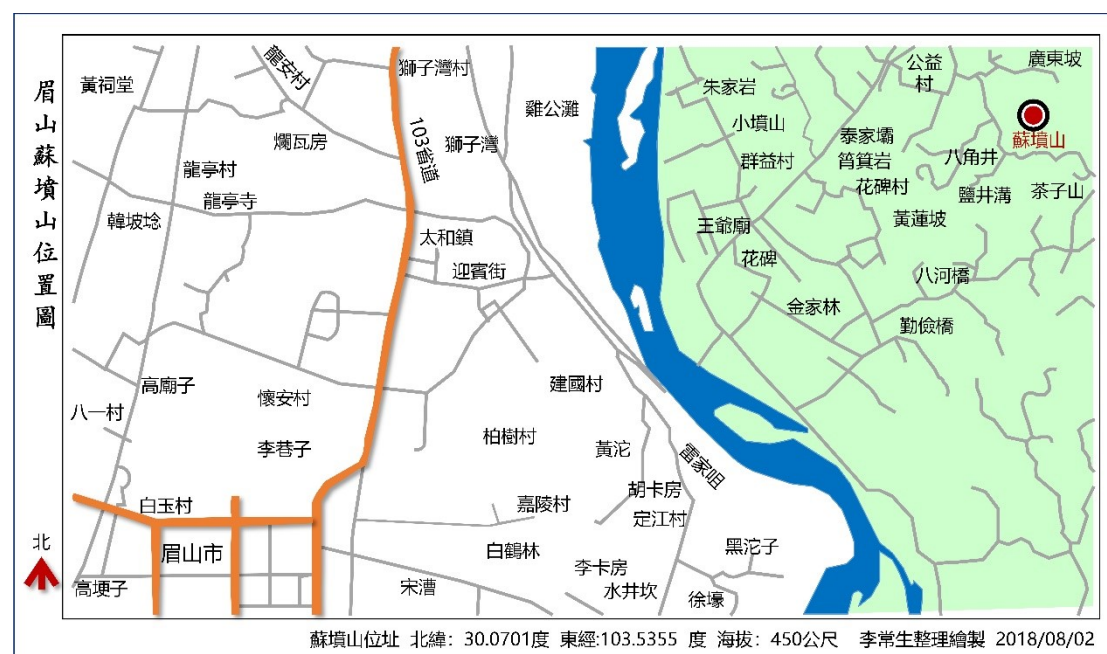 眉山蘇墳山位置圖
黃祠堂
龍安村
獅子灣村
雞公灘
朱家岩
公益
村
廣東坡
爛瓦房
103省道
獅子灣
小墳山
群益村
泰家壩
筲箕岩
八角井
蘇墳山
龍亭村
龍亭寺
花碑村
鹽井溝
茶子山
韓坡埝
太和鎮
王爺廟
黃蓮坡
迎賓街
花碑
八河橋
金家林
勤儉橋
高廟子
懷安村
建國村
八一村
李巷子
柏樹村
黃沱
雷家咀
白玉村
嘉陵村
胡卡房
定江村
北
眉山市
白鶴林
黑沱子
高埂子
宋漕
李卡房
水井坎
徐壕
蘇墳山位址 北緯：30.0701度 東經:103.5355 度 海拔：450公尺 李常生整理繪製 2018/08/02